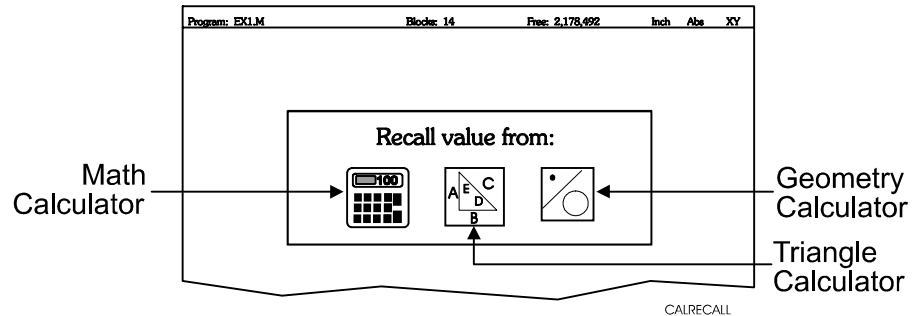 Program: EX1.M Blocks: 14 Free: 2,178,492 Inch Abs XY
Recall value from:
Math
Calculator
100
A E C
D
B
Geometry
Calculator
Triangle
Calculator
CALRECALL